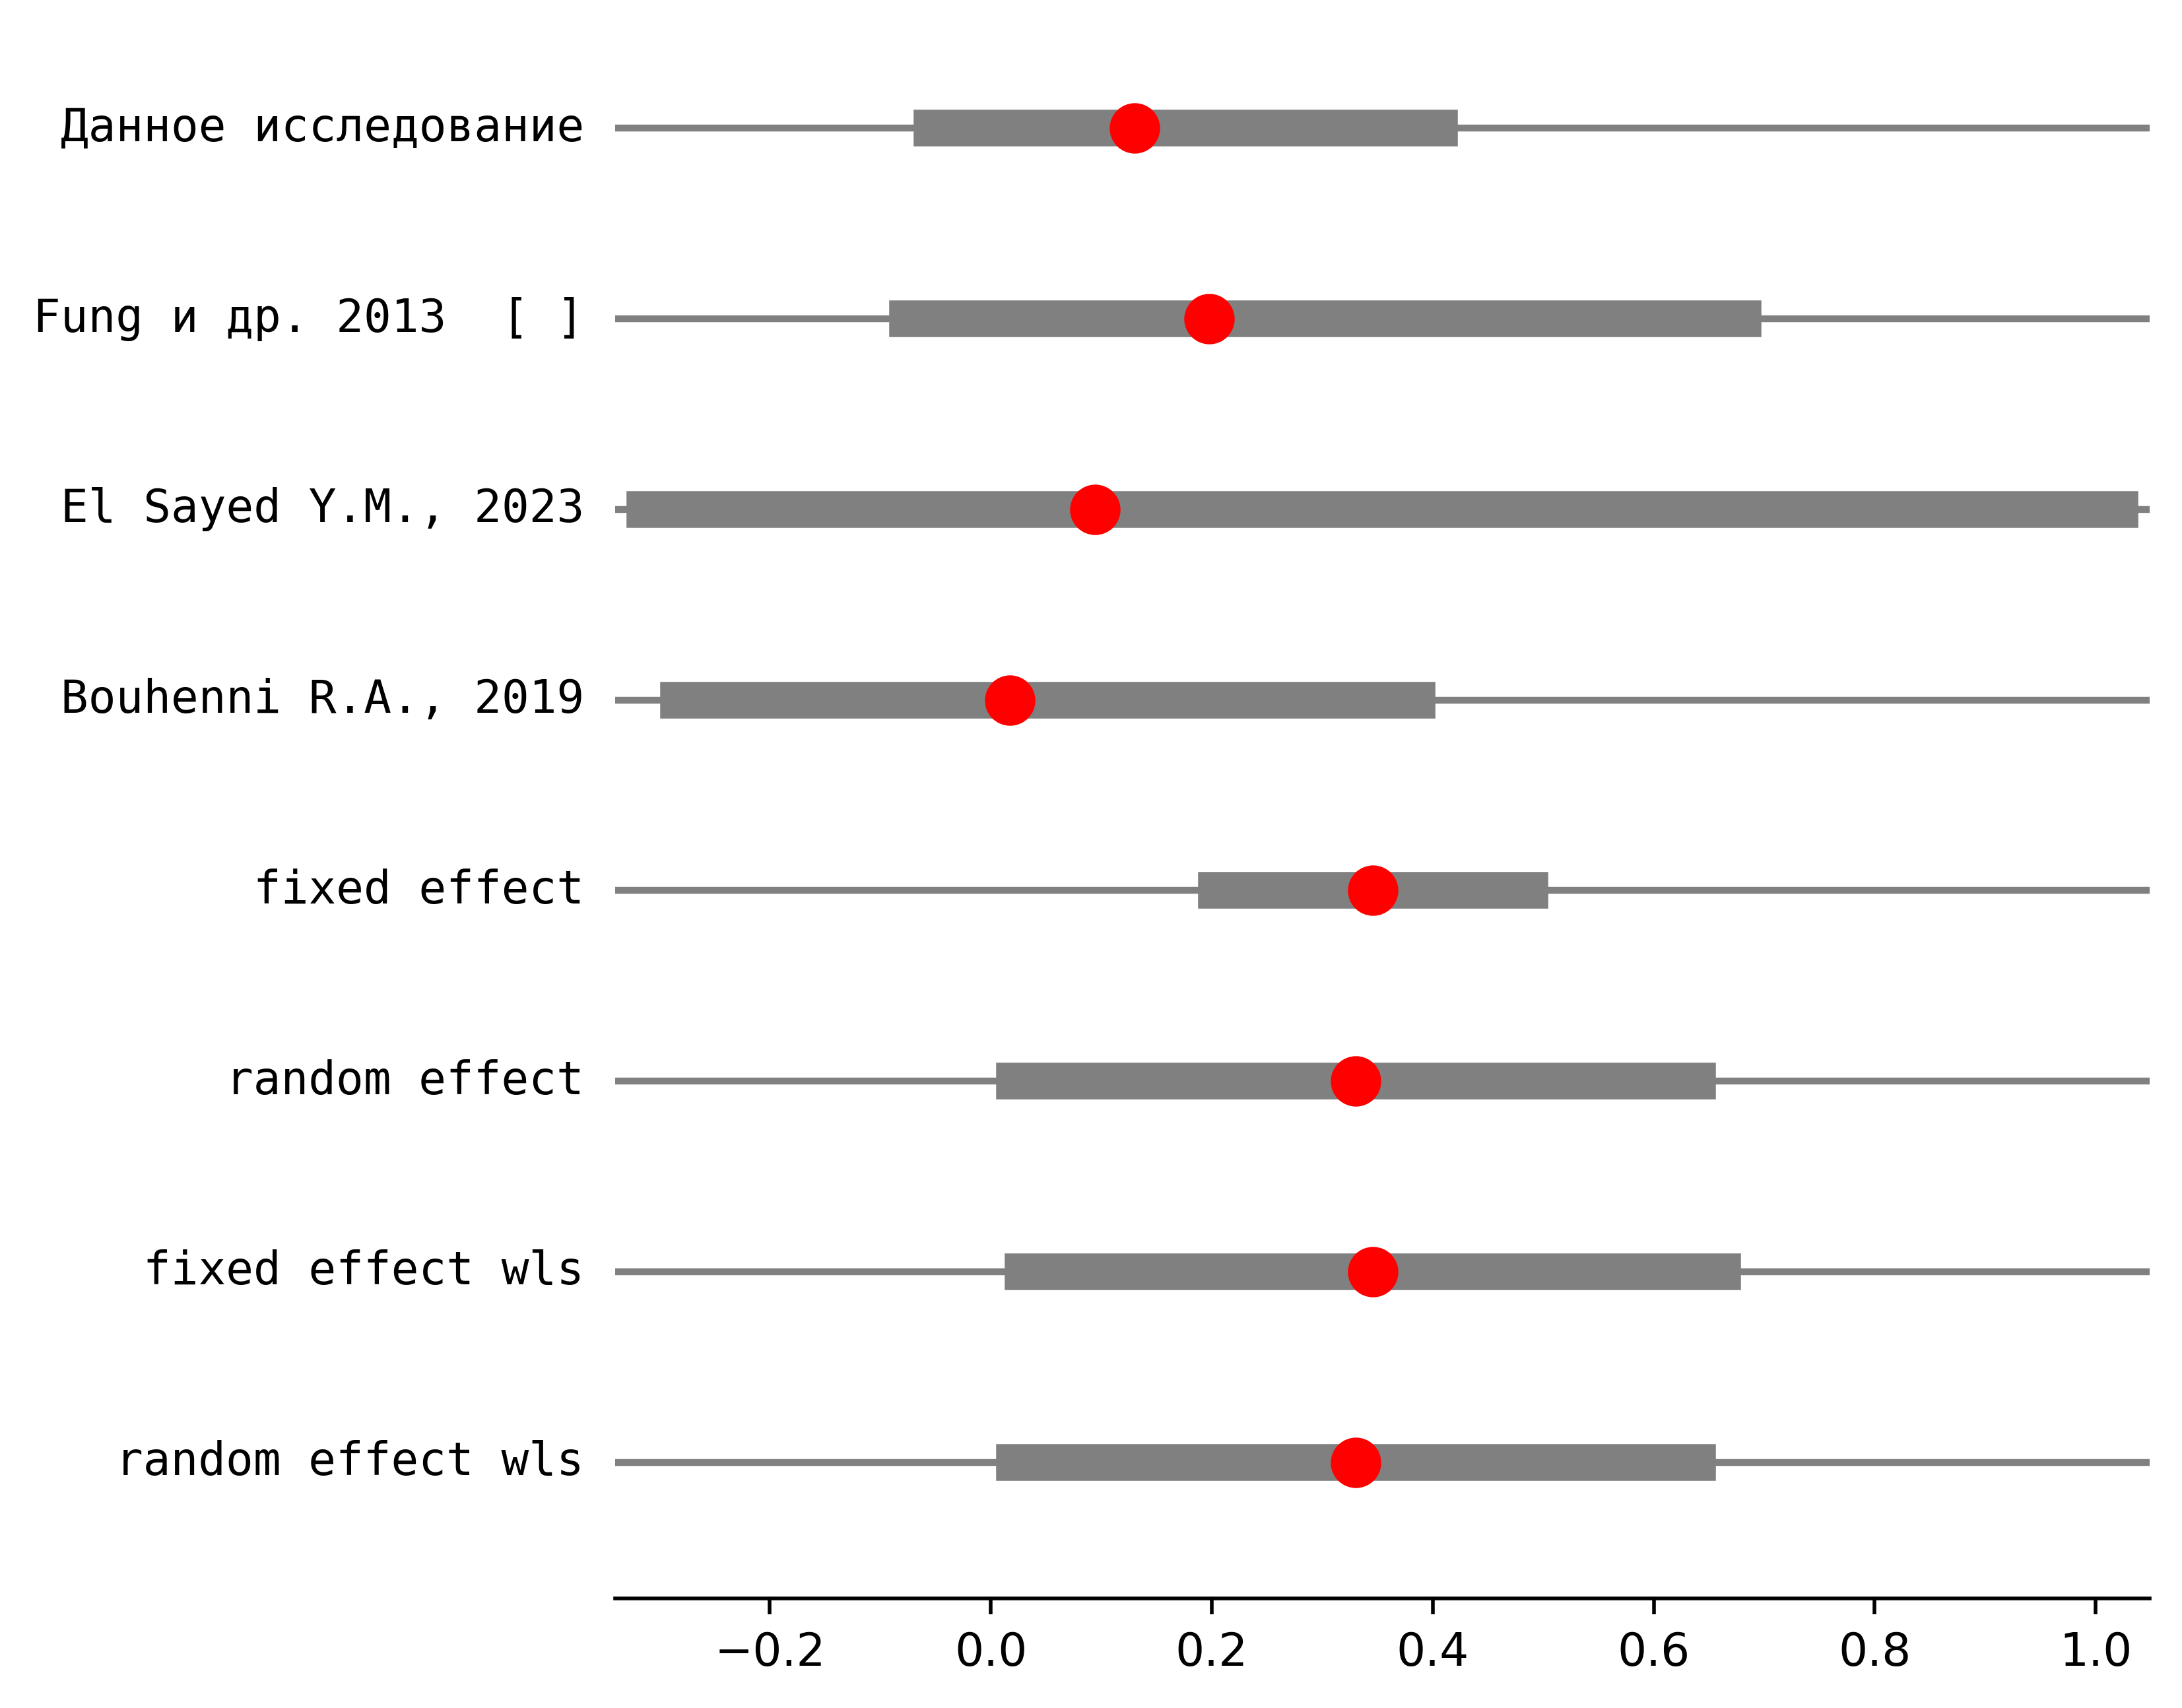 Данное исследование
Fung и др. 2013  [ ]
El Sayed Y.M., 2023
Bouhenni R.A., 2019
fixed effect
random effect
fixed effect wls
random effect wls
−0.2 0.0 0.2 0.4 0.6 0.8 1.0